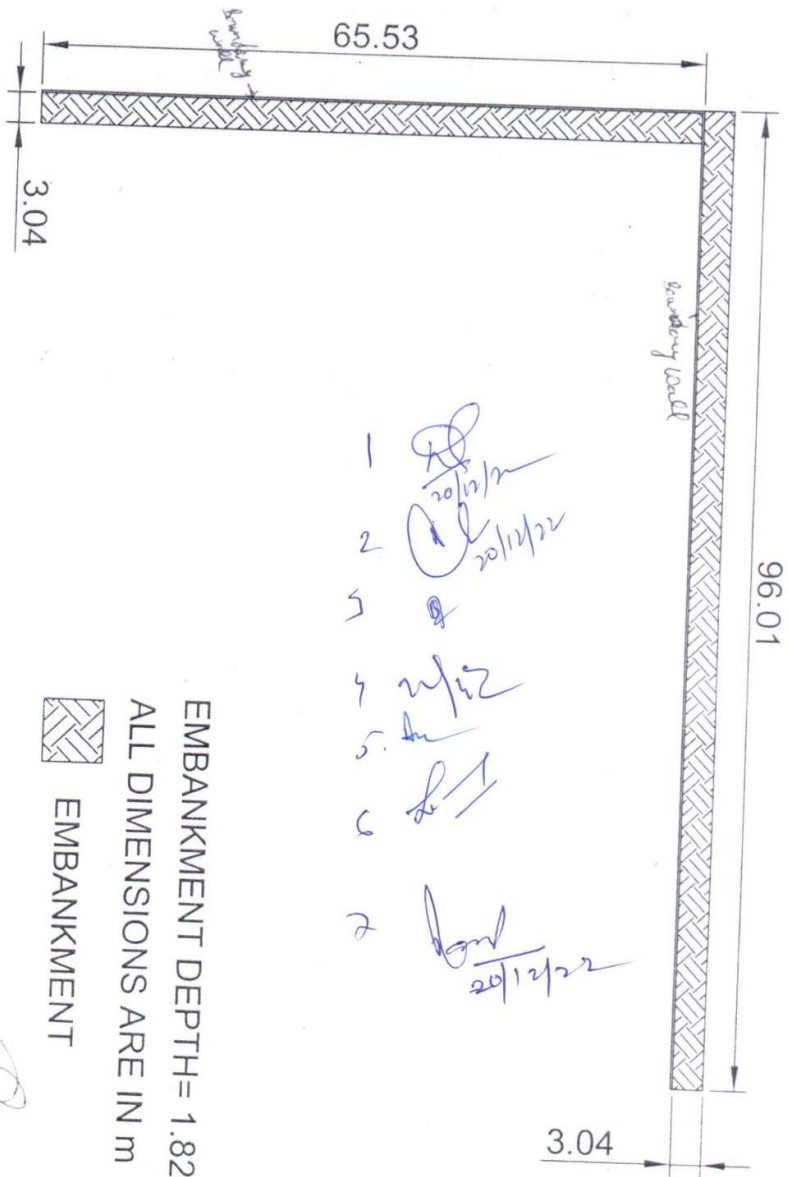 65.53
Boundary wall
3.04
Boundary Wall
96.01
1
20/12/22
2
20/12/22
3
4
5.
6
7
20/12/22
EMBANKMENT DEPTH= 1.82
ALL DIMENSIONS ARE IN m
EMBANKMENT
3.04